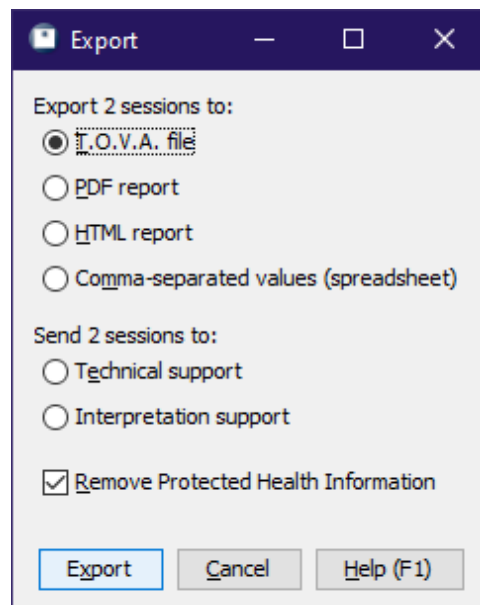 Export
Export 2 sessions to:
T.O.V.A. file
PDF report
HTML report
Comma-separated values (spreadsheet)
Send 2 sessions to:
Technical support
Interpretation support
Remove Protected Health Information
Export Cancel Help (F1)